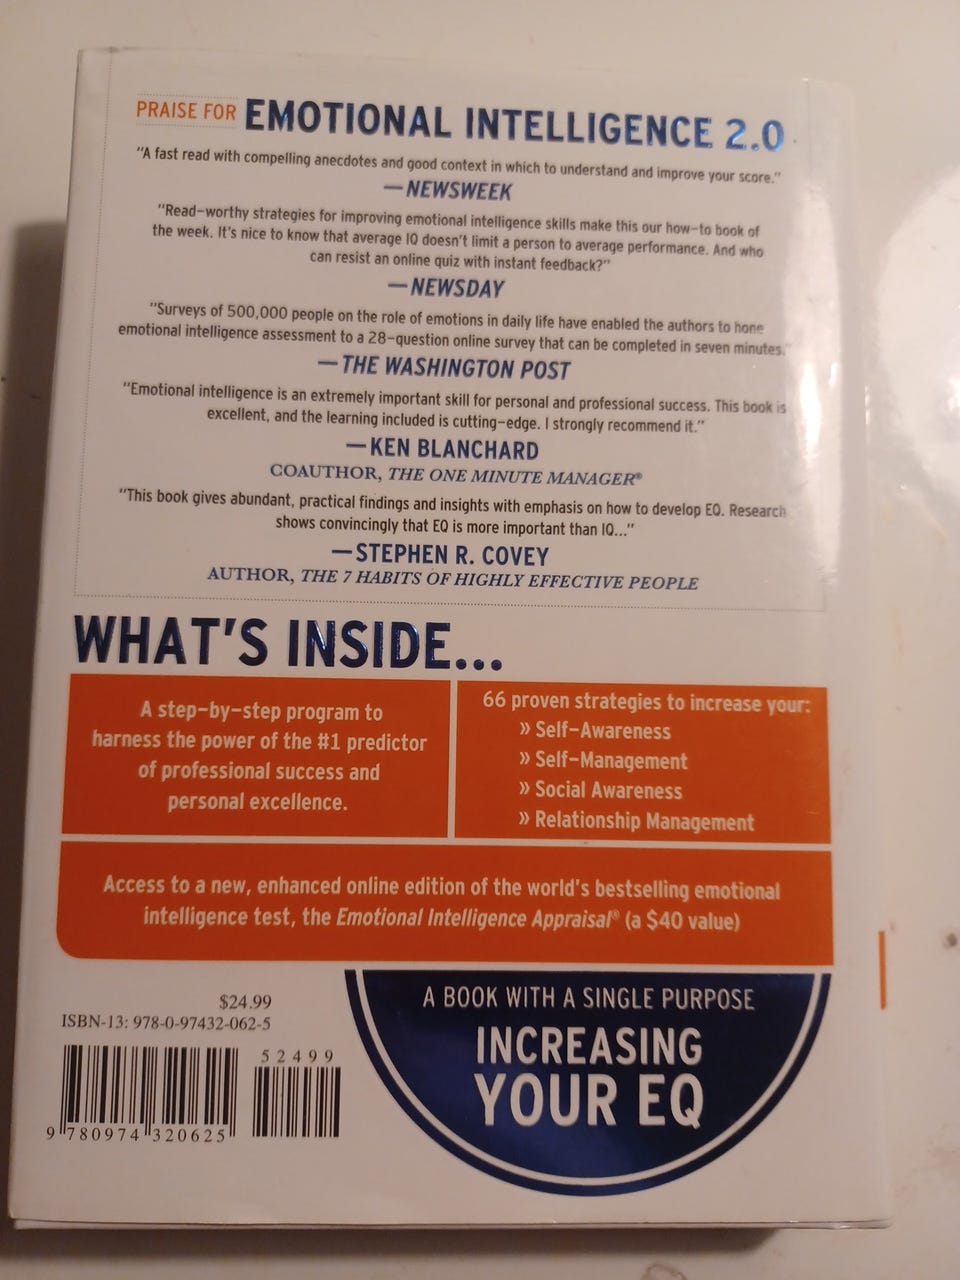 PRAISE FOR EMOTIONAL INTELLIGENCE 2.0
"A fast read with compelling anecdotes and good context in which to understand and improve your score."
—NEWSWEEK
"Read-worthy strategies for improving emotional intelligence skills make this our how-to book of
the week. It's nice to know that average IQ doesn't limit a person to average performance. And who
can resist an online quiz with instant feedback?"
—NEWSDAY
"Surveys of 500,000 people on the role of emotions in daily life have enabled the authors to hone
emotional intelligence assessment to a 28-question online survey that can be completed in seven minutes."
—THE WASHINGTON POST
"Emotional intelligence is an extremely important skill for personal and professional success. This book is
excellent, and the learning included is cutting-edge. I strongly recommend it."
—KEN BLANCHARD
COAUTHOR, THE ONE MINUTE MANAGER®
"This book gives abundant, practical findings and insights with emphasis on how to develop EQ. Research
shows convincingly that EQ is more important than IQ..."
—STEPHEN R. COVEY
AUTHOR, THE 7 HABITS OF HIGHLY EFFECTIVE PEOPLE
WHAT'S INSIDE...
A step-by-step program to
harness the power of the #1 predictor
of professional success and
personal excellence.
66 proven strategies to increase your:
» Self-Awareness
» Self-Management
» Social Awareness
» Relationship Management
Access to a new, enhanced online edition of the world's bestselling emotional
intelligence test, the Emotional Intelligence Appraisal® (a $40 value)
$24.99
ISBN-13: 978-0-97432-062-5
52499
9 780974 320625
A BOOK WITH A SINGLE PURPOSE
INCREASING
YOUR EQ